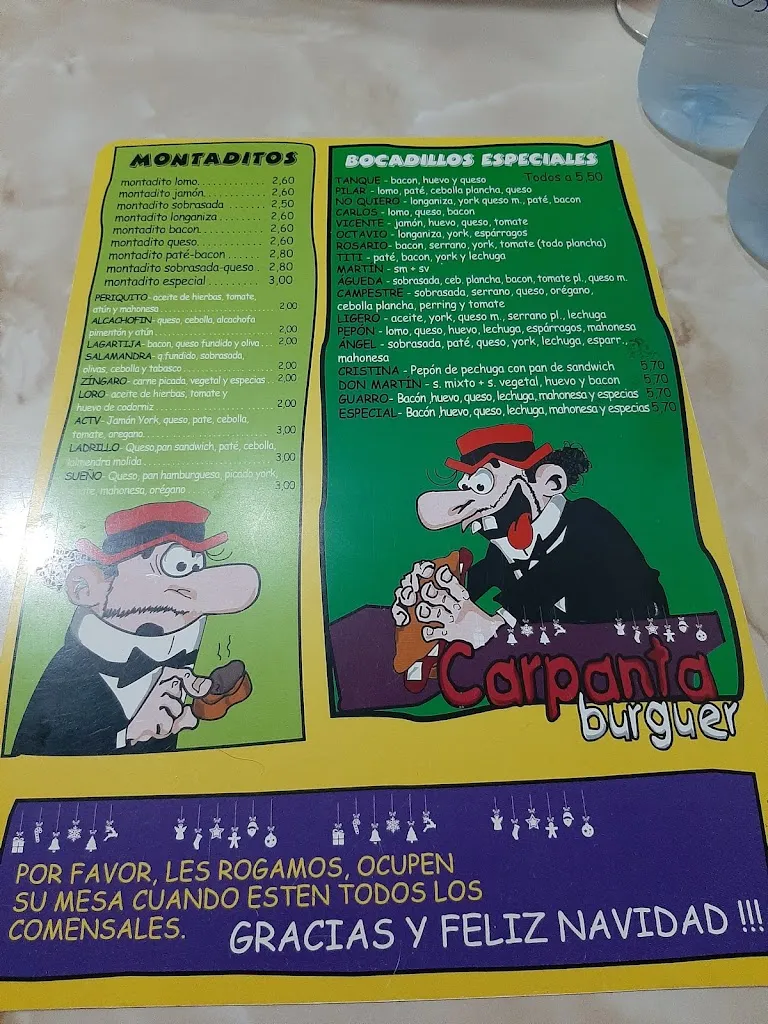 MONTADITOS
montadito lomo. . . . . . . . . . . . 2,60
montadito jamón. . . . . . . . . . . 2,60
montadito sobrasada . . . . . . . 2,50
montadito longaniza . . . . . . . . 2,60
montadito bacon. . . . . . . . . . . 2,60
montadito queso. . . . . . . . . . . 2,60
montadito paté-bacon . . . . . . 2,80
montadito sobrasada-queso . . 2,80
montadito especial . . . . . . . . . 3,00
PERIQUITO- aceite de hierbas, tomate,
atún y mahonesa . . . . . . . . . . 2,00
ALCACHOFIN- queso, cebolla, alcachofa
pimentón y atún . . . . . . . . . . 2,00
LAGARTIJA- bacon, queso fundido y oliva . . . 2,00
SALAMANDRA- q.fundido, sobrasada,
olivas, cebolla y tabasco . . . . . . . . . . 2,00
ZÍNGARO- carne picada, vegetal y especias . . . 2,00
LORO- aceite de hierbas, tomate y
huevo de codorniz . . . . . . . . . . 2,00
ACTV- Jamón York, queso, pate, cebolla,
tomate, oregano. . . . . . . . . . 3,00
LADRILLO- Queso,pan sandwich, paté, cebolla,
lalmendra molida . . . . . . . . . . 3,00
SUEÑO- Queso, pan hamburguesa, picada york,
mahonesa, orégano . . . . . . . . . . 3,00
BOCADILLOS ESPECIALES
Todos a 5,50
TANQUE - bacon, huevo y queso
PILAR - lomo, paté, cebolla plancha, queso
NO QUIERO - longaniza, york queso m., paté, bacon
CARLOS - lomo, queso, bacon
VICENTE - jamón, huevo, queso, tomate
OCTAVIO - longaniza, york, espárragos
ROSARIO- bacon, serrano, york, tomate (todo plancha)
TITI - paté, bacon, york y lechuga
MARTÍN - sm + sv
ÁGUEDA - sobrasada, ceb. plancha, bacon, tomate pl., queso m.
CAMPESTRE - sobrasada, serrano, queso, orégano,
cebolla plancha, perring y tomate
LIGERO - aceite, york, queso m., serrano pl., lechuga
PEPÓN - lomo, queso, huevo, lechuga, espárragos, mahonesa
ÁNGEL - sobrasada, paté, queso, york, lechuga, esparr.,
mahonesa
CRISTINA - Pepón de pechuga con pan de sandwich 5,70
DON MARTÍN - s. mixto + s. vegetal, huevo y bacon 5,70
GUARRO- Bacón ,huevo, queso, lechuga, mahonesa y especias 5,70
ESPECIAL- Bacón ,huevo, queso, lechuga, mahonesa y especias 5,70
Carpanta
burguer
POR FAVOR, LES ROGAMOS, OCUPEN
SU MESA CUANDO ESTEN TODOS LOS
COMENSALES.
GRACIAS Y FELIZ NAVIDAD !!!